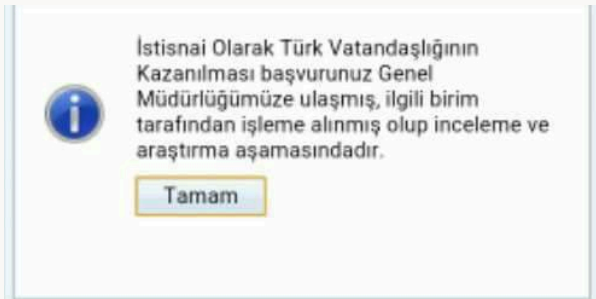 İstisnai Olarak Türk Vatandaşlığının
Kazanılması başvurunuz Genel
Müdürlüğümüze ulaşmış, ilgili birim
tarafından işleme alınmış olup inceleme ve
araştırma aşamasındadır.
Tamam